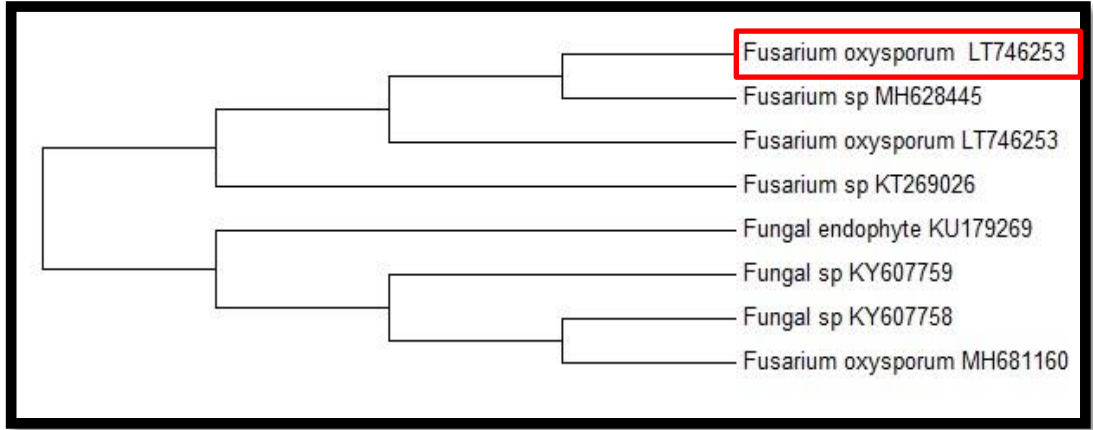 Fusarium oxysporum LT746253
Fusarium sp MH628445
Fusarium oxysporum LT746253
Fusarium sp KT269026
Fungal endophyte KU179269
Fungal sp KY607759
Fungal sp KY607758
Fusarium oxysporum MH681160